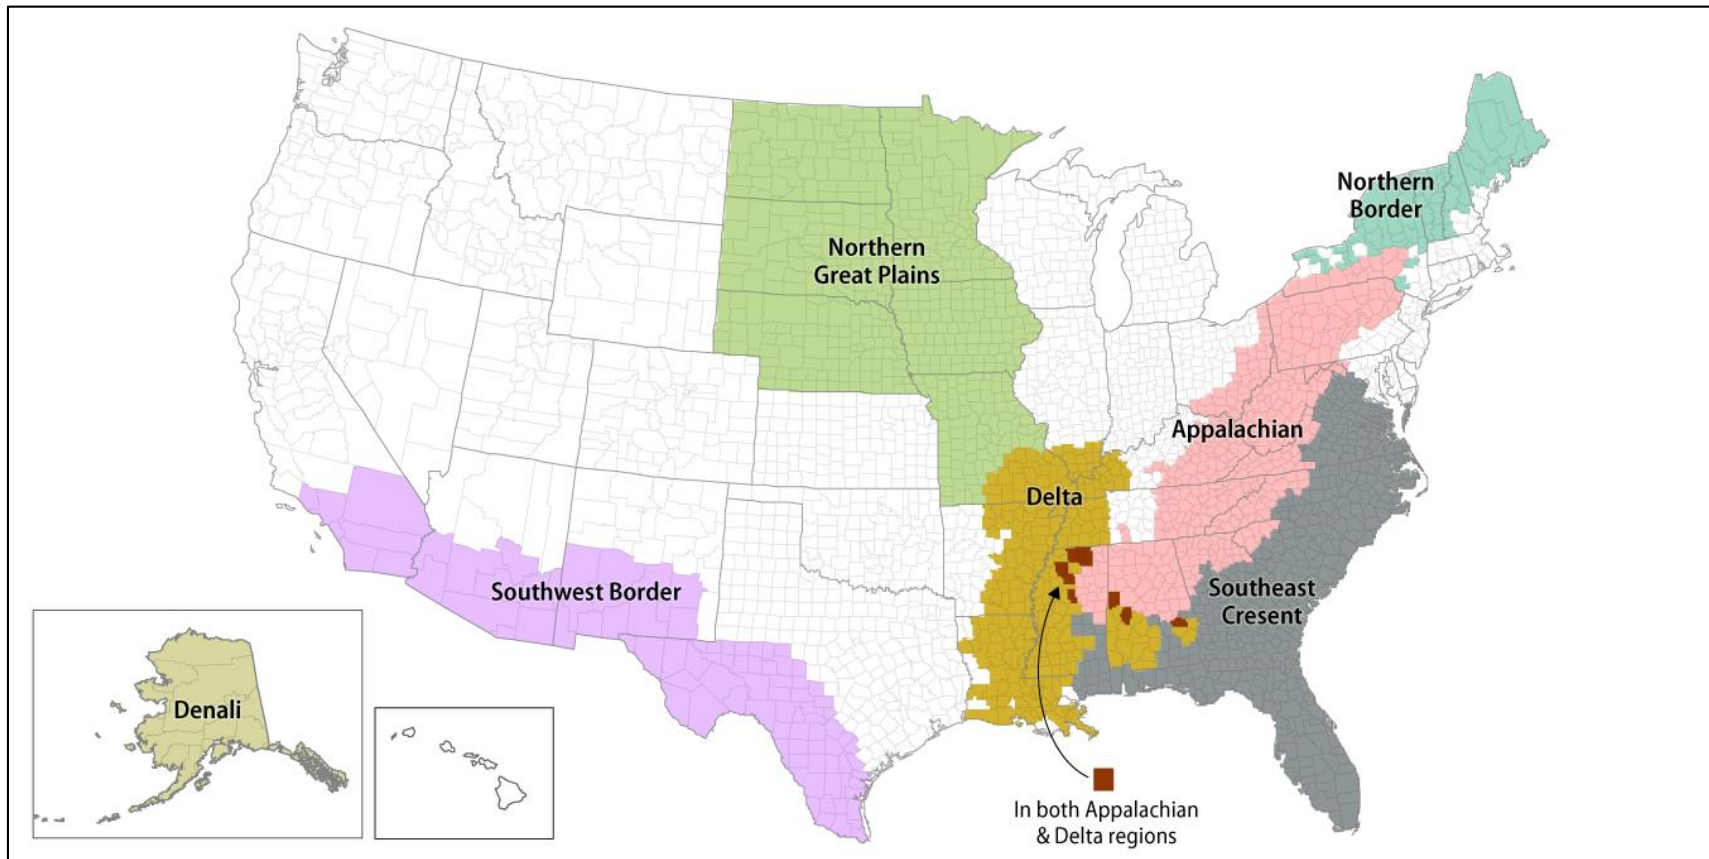 Northern
Border
Northern
Great Plains
Appalachian
Delta
Southwest Border
Southeast
Cresent
Denali
In both Appalachian
& Delta regions